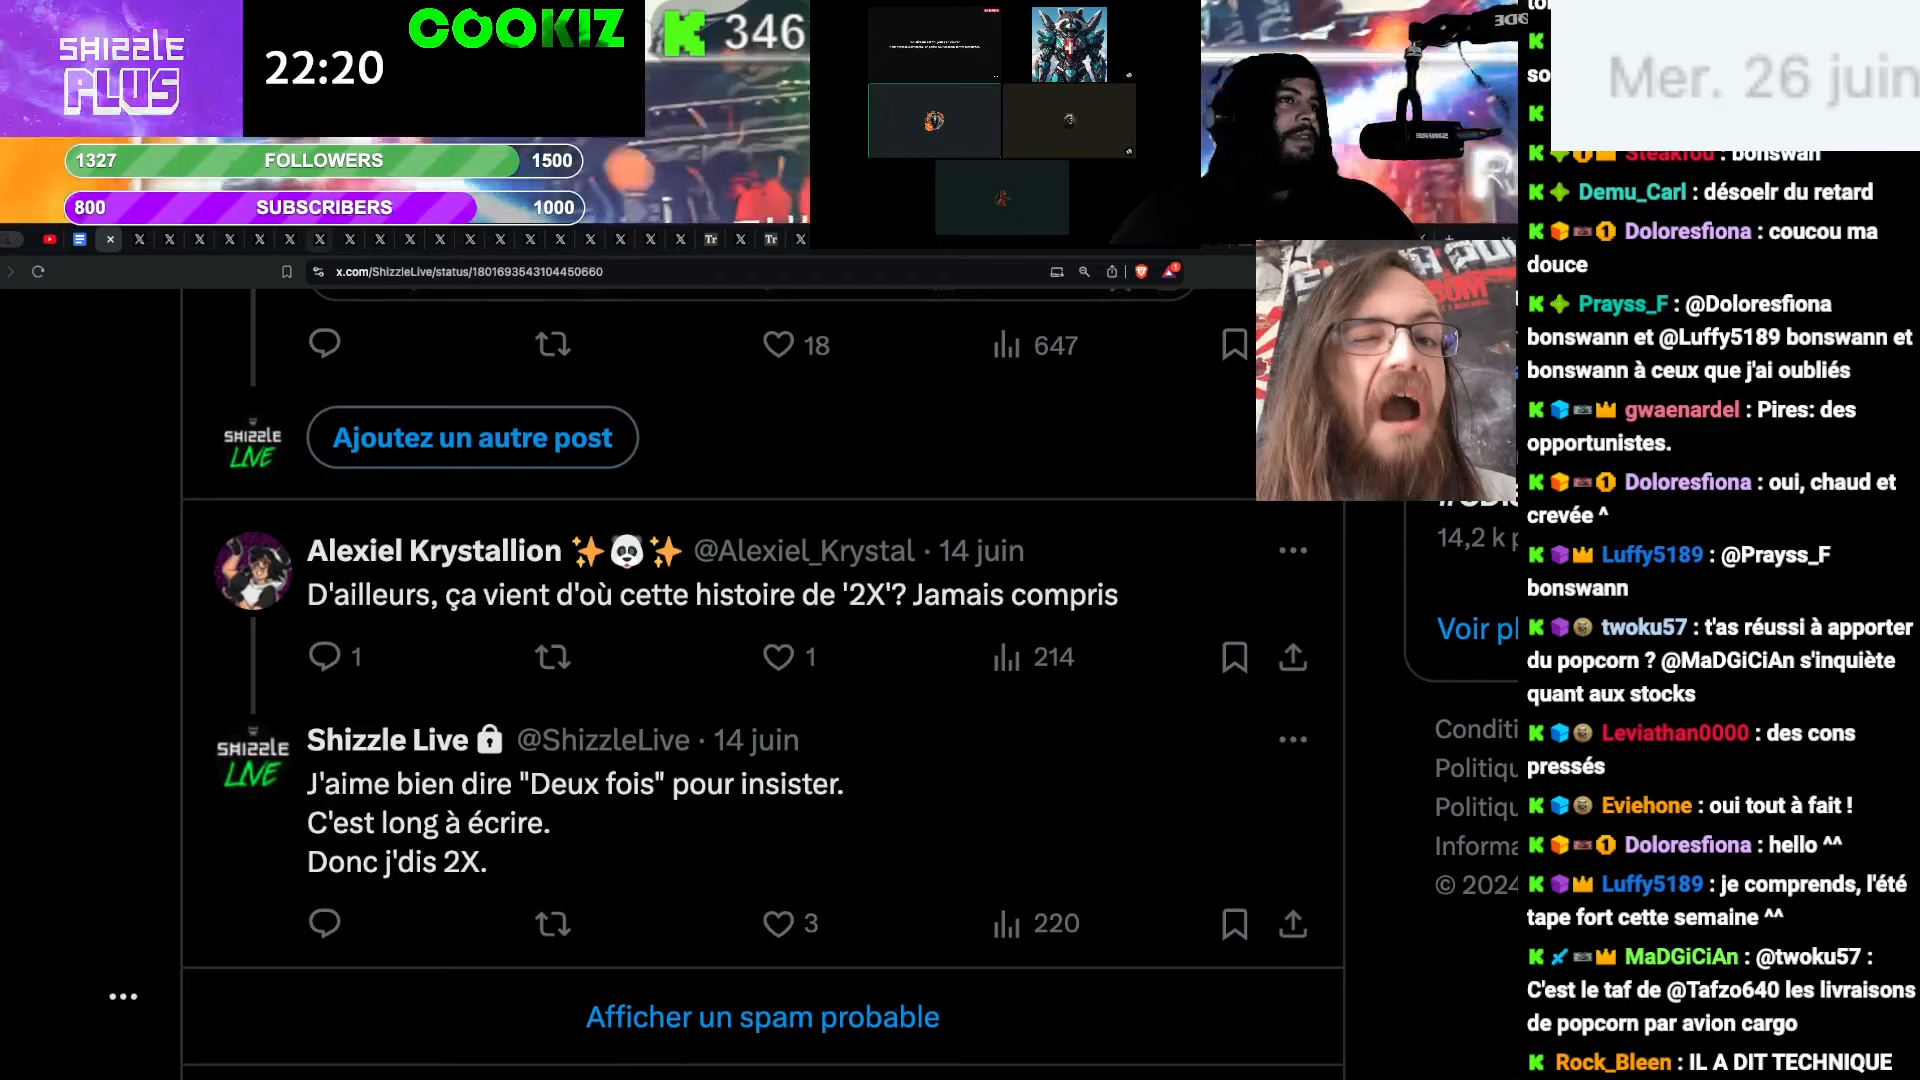 SHIZZLE
PLUS
22:20
COOKIZ
K 346
1327 FOLLOWERS 1500
800 SUBSCRIBERS 1000
x.com/ShizzleLive/status/1801693543104450660
18
647
SHIZZLE
LIVE
Ajoutez un autre post
Alexiel Krystallion ✨🐼✨ @Alexiel_Krystal · 14 juin
D'ailleurs, ça vient d'où cette histoire de '2X'? Jamais compris
1
1
214
SHIZZLE
LIVE
Shizzle Live 🔒 @ShizzleLive · 14 juin
J'aime bien dire "Deux fois" pour insister.
C'est long à écrire.
Donc j'dis 2X.
3
220
Afficher un spam probable
14,2 k
Voir pl
Conditi
Politiqu
Politiqu
Informa
© 2024
Mer. 26 juin
Steakfou : bonswan
Demu_Carl : désoelr du retard
Doloresfiona : coucou ma
douce
Prayss_F : @Doloresfiona
bonswann et @Luffy5189 bonswann et
bonswann à ceux que j'ai oubliés
gwaenardel : Pires: des
opportunistes.
Doloresfiona : oui, chaud et
crevée ^
Luffy5189 : @Prayss_F
bonswann
twoku57 : t'as réussi à apporter
du popcorn ? @MaDGiCiAn s'inquiète
quant aux stocks
Leviathan0000 : des cons
pressés
Eviehone : oui tout à fait !
Doloresfiona : hello ^^
Luffy5189 : je comprends, l'été
tape fort cette semaine ^^
MaDGiCiAn : @twoku57 :
C'est le taf de @Tafzo640 les livraisons
de popcorn par avion cargo
Rock_Bleen : IL A DIT TECHNIQUE